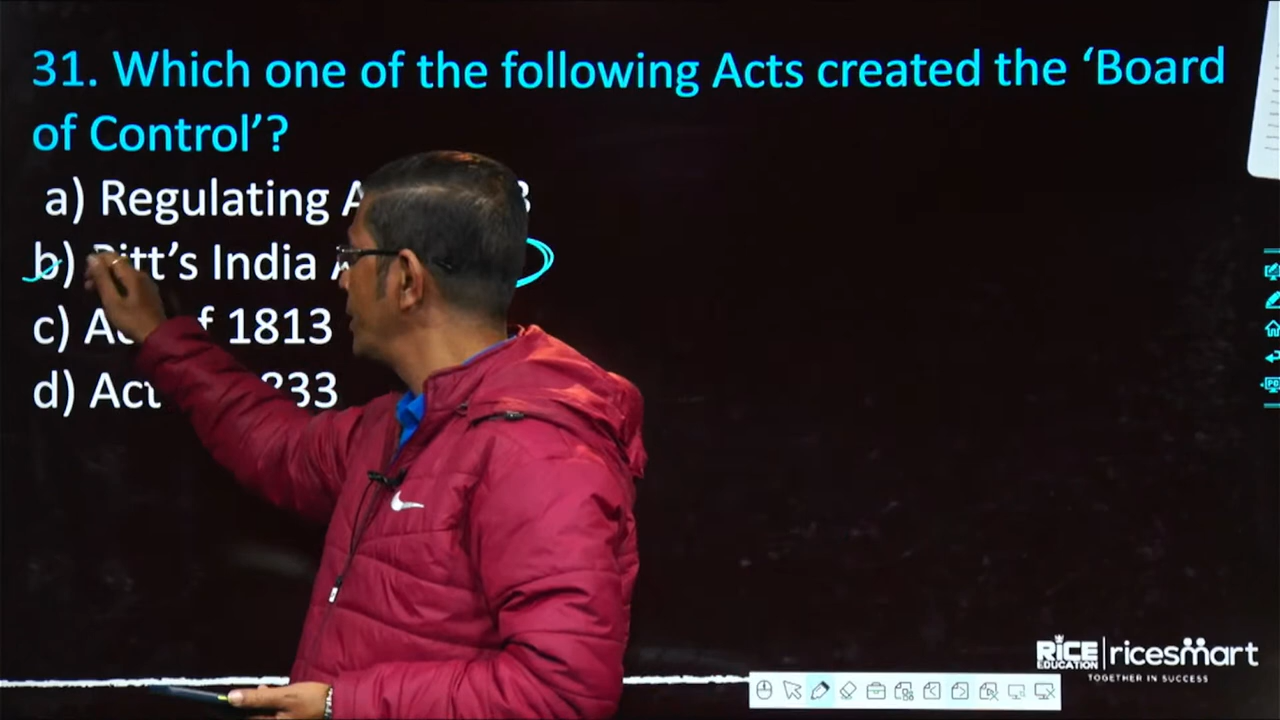 31. Which one of the following Acts created the ‘Board
of Control’?
a) Regulating
b) Pitt’s India
c) 1813
d) Act
RICE EDUCATION ricesmart
TOGETHER IN SUCCESS